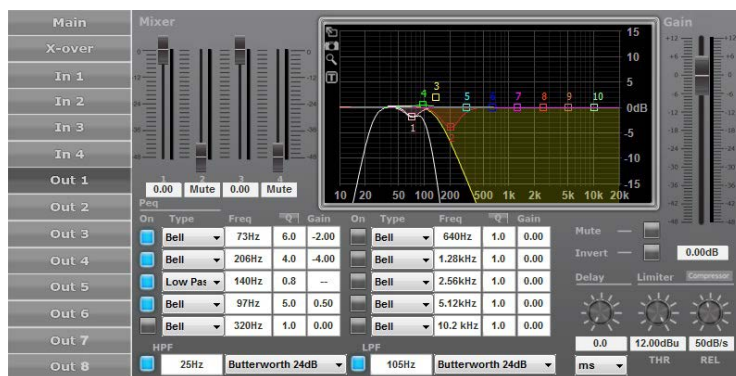 Main
X-over
In 1
In 2
In 3
In 4
Out 1
Out 2
Out 3
Out 4
Out 5
Out 6
Out 7
Out 8
Mixer
1 2 3 4
0.00 Mute 0.00 Mute
T
1 3 4 5 6 7 8 9 10
15
10
5
0dB
-5
-10
-15
10 20 50 100 200 500 1k 2k 5k 10k 20k
Gain
Peq
On Type Freq Q Gain On Type Freq Q Gain
Bell 73Hz 6.0 -2.00 Bell 640Hz 1.0 0.00
Bell 206Hz 4.0 -4.00 Bell 1.28kHz 1.0 0.00
Low Pas 140Hz 0.8 -- Bell 2.56kHz 1.0 0.00
Bell 97Hz 5.0 0.50 Bell 5.12kHz 1.0 0.00
Bell 320Hz 1.0 0.00 Bell 10.2 kHz 1.0 0.00
HPF LPF
25Hz Butterworth 24dB 105Hz Butterworth 24dB
Mute
Invert 0.00dB
Delay Limiter Compressor
0.0 12.00dBu 50dB/s
ms THR REL